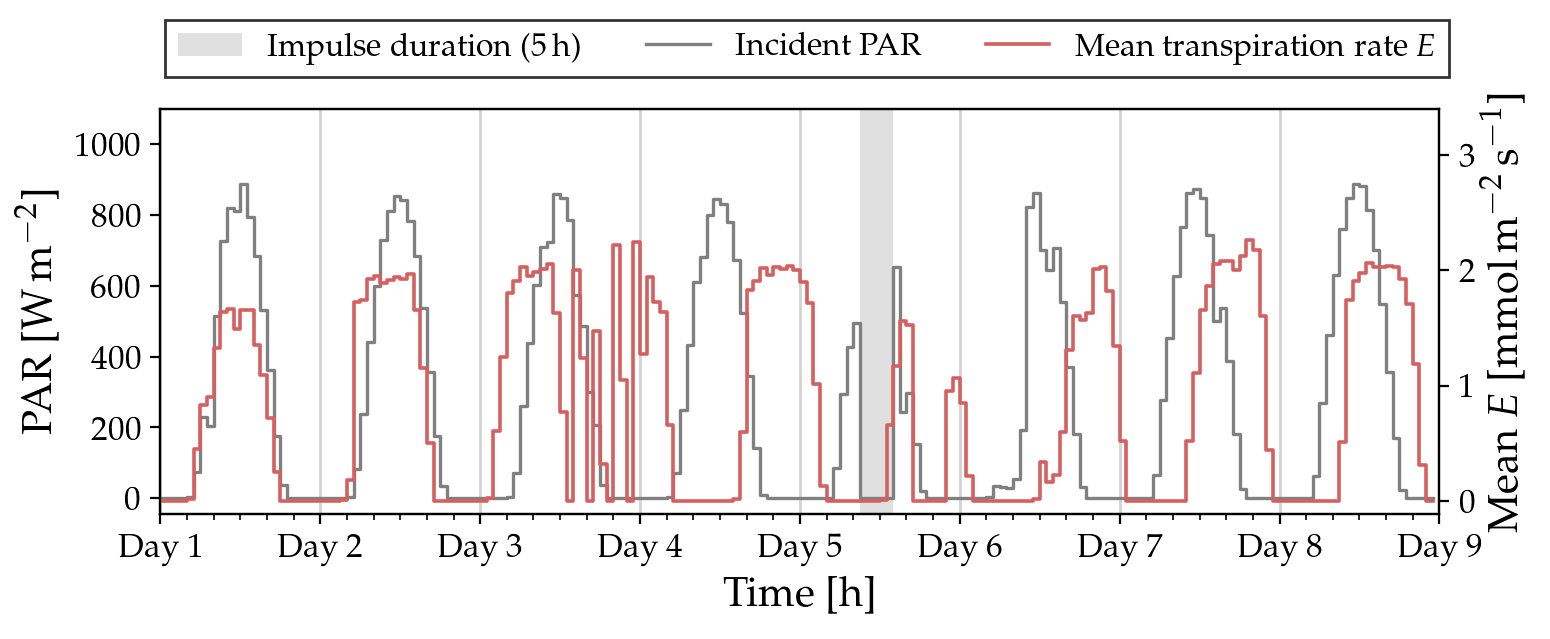 Impulse duration (5 h) Incident PAR Mean transpiration rate E
PAR [W m⁻²]
1000
800
600
400
200
0
3
2
1
0
Mean E [mmol m⁻² s⁻¹]
Day 1 Day 2 Day 3 Day 4 Day 5 Day 6 Day 7 Day 8 Day 9
Time [h]